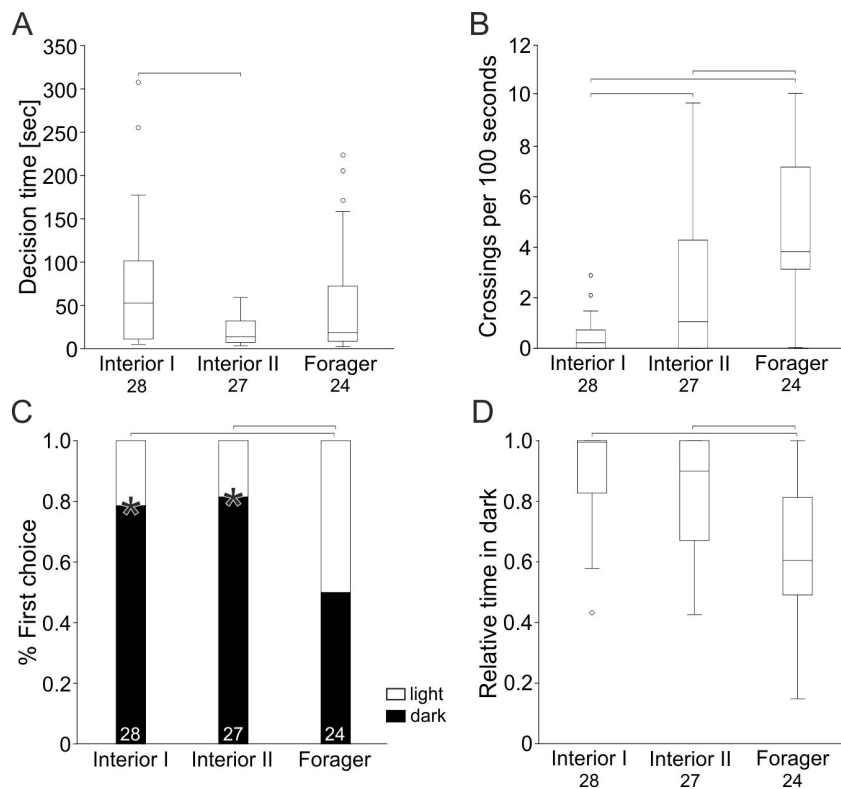 A
Decision time [sec]
350
300
250
200
150
100
50
0
Interior I Interior II Forager
28 27 24
B
Crossings per 100 seconds
12
10
8
6
4
2
0
Interior I Interior II Forager
28 27 24
C
% First choice
1.0
0.8
0.6
0.4
0.2
0
* *
28 27 24
Interior I Interior II Forager
light
dark
D
Relative time in dark
1.0
0.8
0.6
0.4
0.2
0
Interior I Interior II Forager
28 27 24